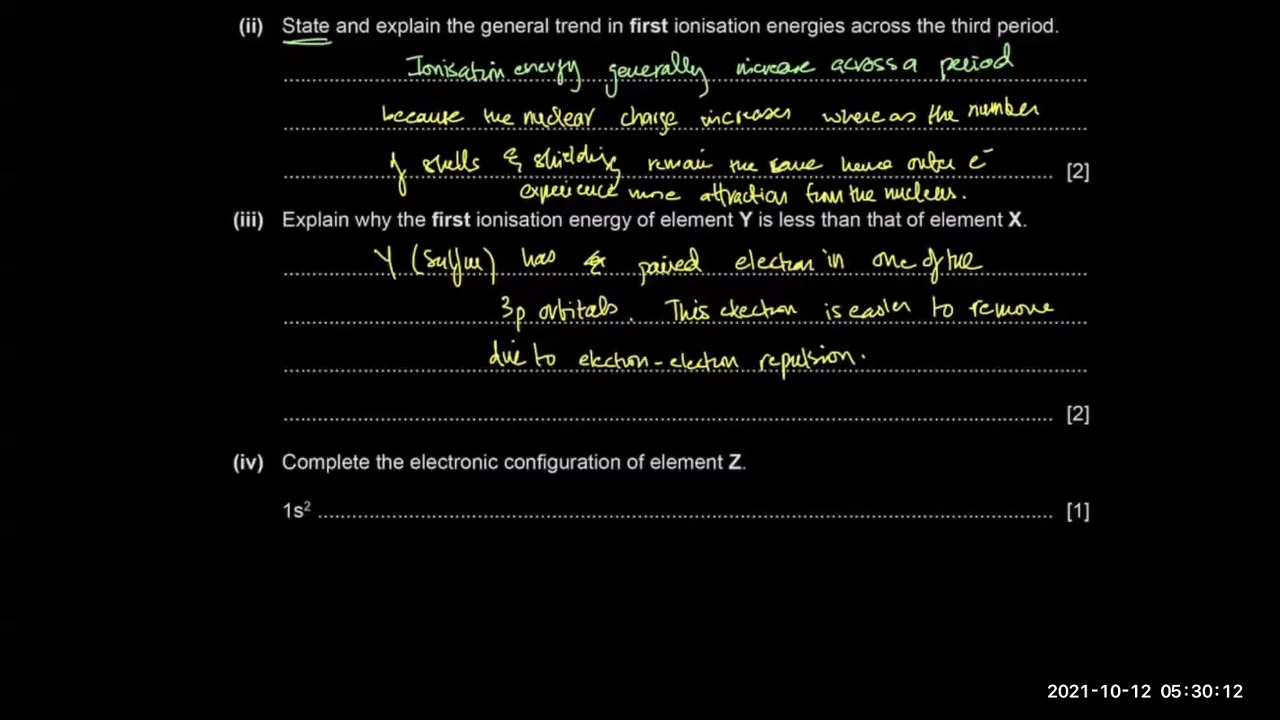 (ii) State and explain the general trend in first ionisation energies across the third period.
Ionisation energy generally increase across a period
because the nuclear charge increases where as the number
of shells & shielding remain the same hence outer e⁻ [2]
experience more attraction from the nucleus.
(iii) Explain why the first ionisation energy of element Y is less than that of element X.
Y (Sulfur) has a paired electron in one of the
3p orbitals. This electron is easier to remove
due to electron-electron repulsion.
[2]
(iv) Complete the electronic configuration of element Z.
1s² [1]
2021-10-12 05:30:12